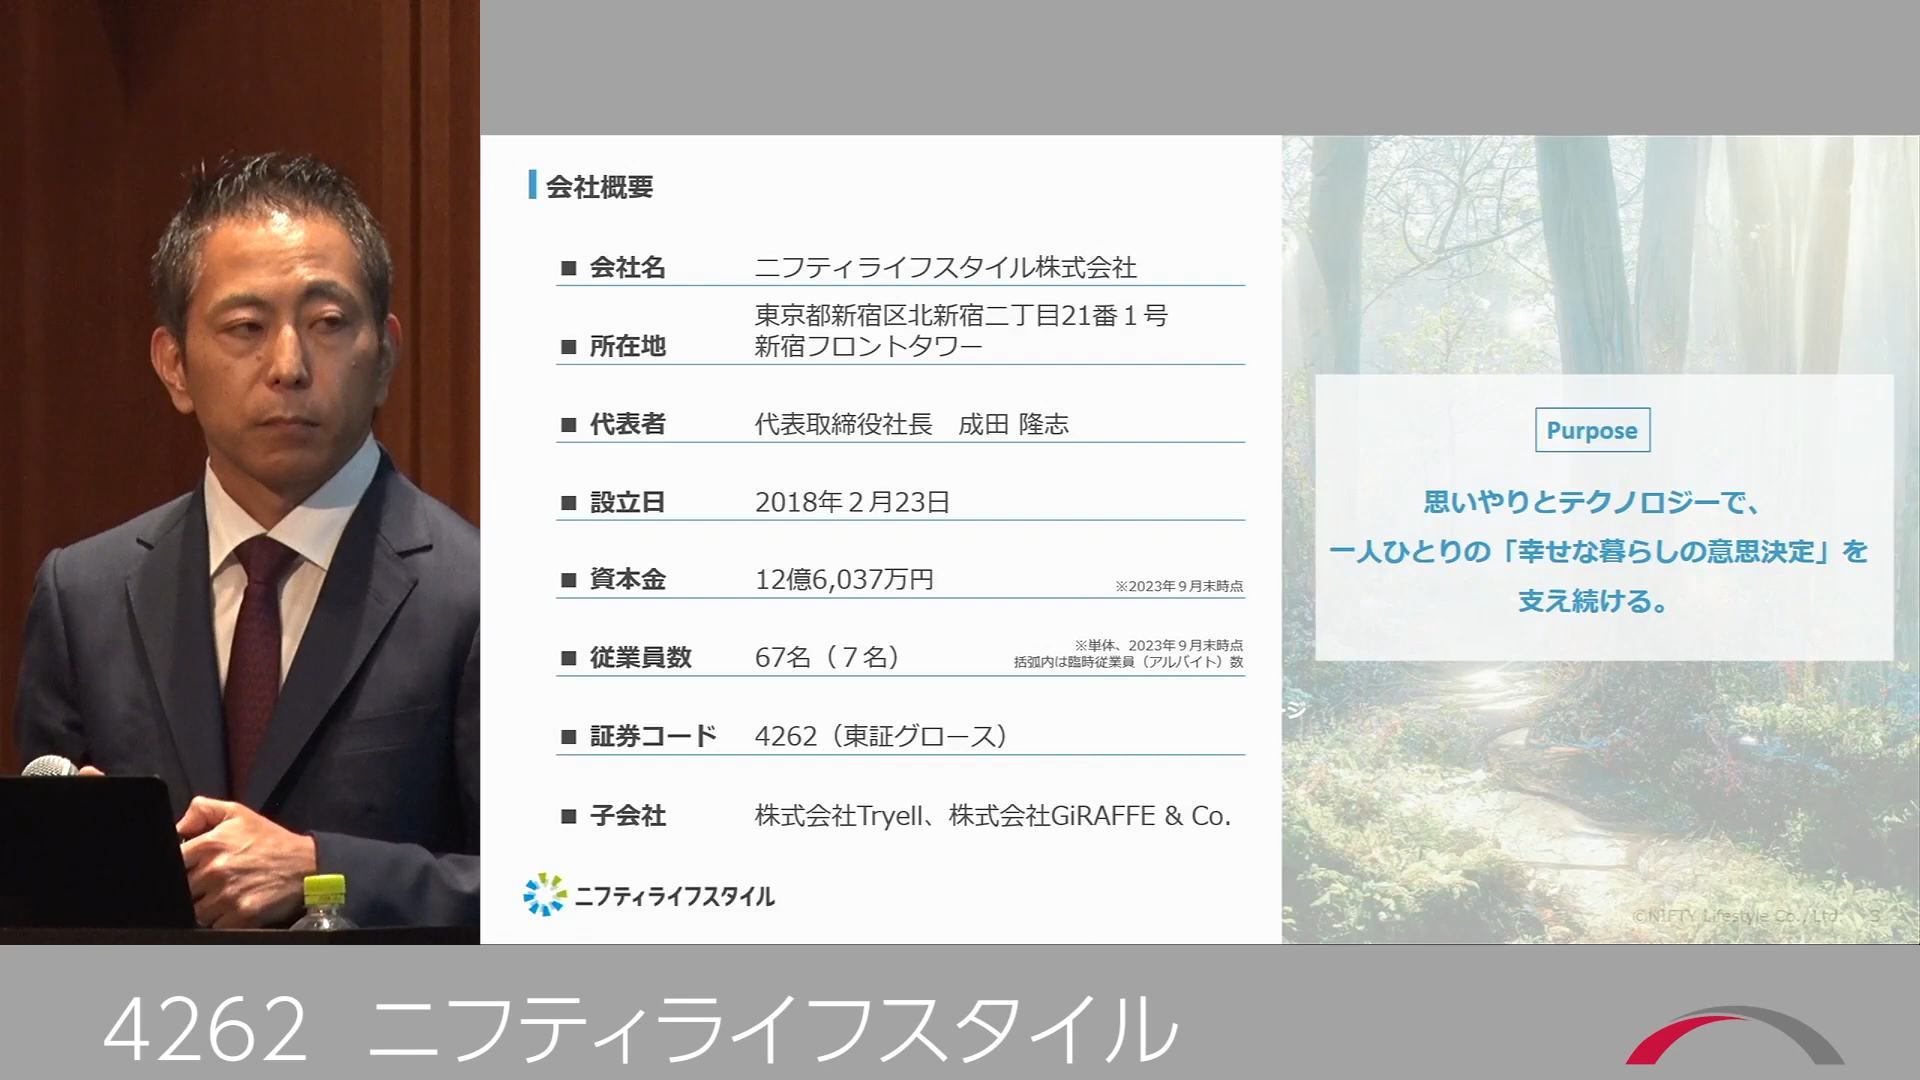 会社概要
■ 会社名 ニフティライフスタイル株式会社
■ 所在地 東京都新宿区北新宿二丁目21番１号
新宿フロントタワー
■ 代表者 代表取締役社長　成田 隆志
■ 設立日 2018年２月23日
■ 資本金 12億6,037万円 ※2023年９月末時点
■ 従業員数 67名（７名） ※単体、2023年９月末時点
括弧内は臨時従業員（アルバイト）数
■ 証券コード 4262（東証グロース）
■ 子会社 株式会社Tryell、株式会社GiRAFFE & Co.
ニフティライフスタイル
Purpose
思いやりとテクノロジーで、
一人ひとりの「幸せな暮らしの意思決定」を
支え続ける。
ジ
©NIFTY Lifestyle Co., Ltd. 3
4262 ニフティライフスタイル